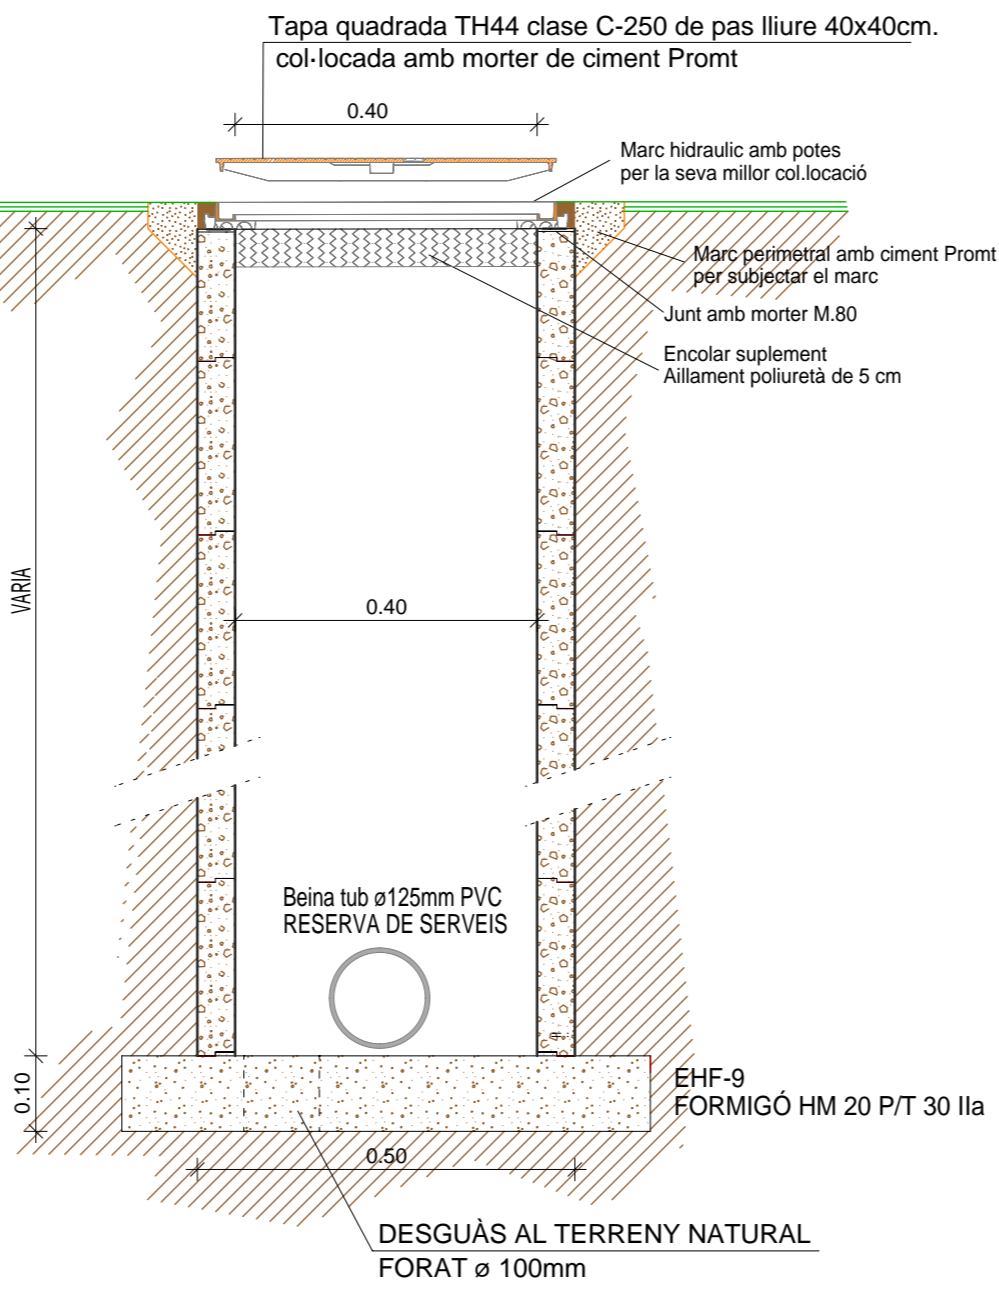 Tapa quadrada TH44 clase C-250 de pas lliure 40x40cm.
col·locada amb morter de ciment Promt
0.40
Marc hidraulic amb potes
per la seva millor col.locació
Marc perimetral amb ciment Promt
per subjectar el marc
Junt amb morter M.80
Encolar suplement
Aillament poliuretà de 5 cm
VARIA
0.40
Beina tub ø125mm PVC
RESERVA DE SERVEIS
0.10
EHF-9
FORMIGÓ HM 20 P/T 30 IIa
0.50
DESGUÀS AL TERRENY NATURAL
FORAT ø 100mm